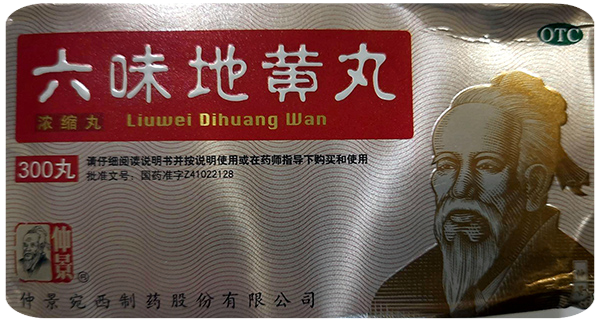 OTC
六味地黄丸
浓缩丸 Liuwei Dihuang Wan
300丸
请仔细阅读说明书并按说明使用或在药师指导下购买和使用
批准文号：国药准字Z41022128
仲景®
仲景宛西制药股份有限公司